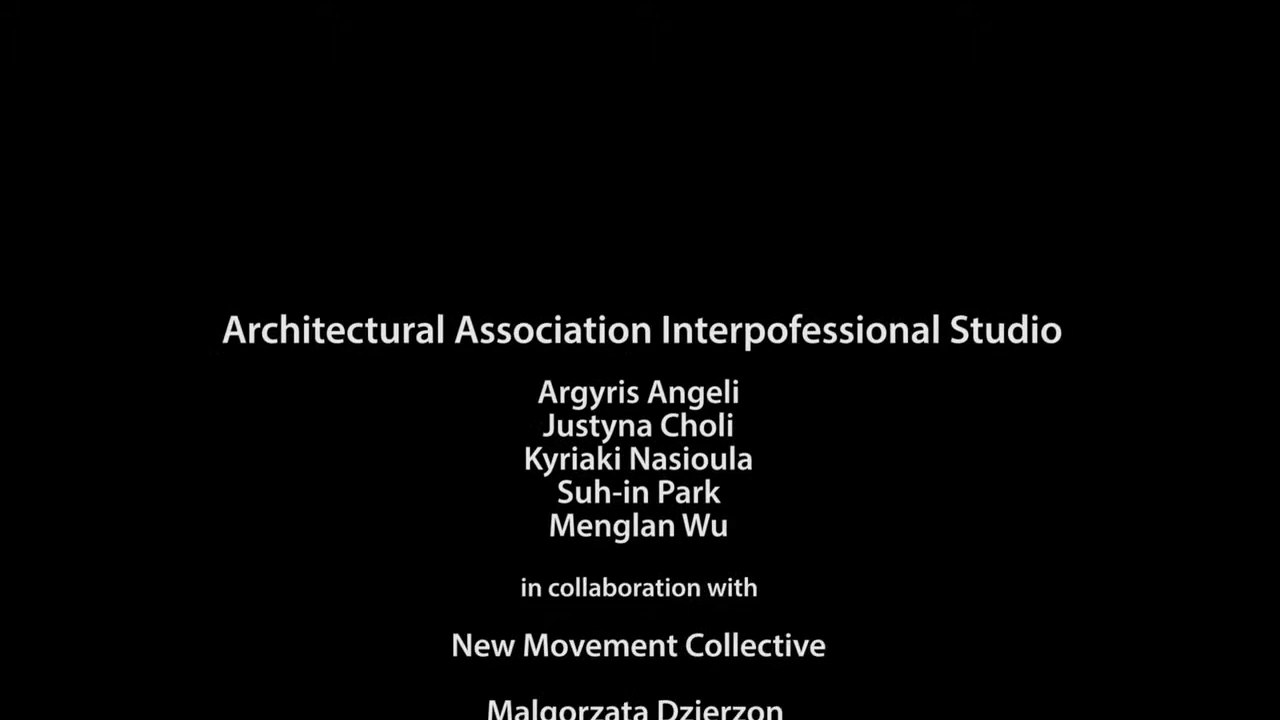 Architectural Association Interpofessional Studio
Argyris Angeli
Justyna Choli
Kyriaki Nasioula
Suh-in Park
Menglan Wu
in collaboration with
New Movement Collective
Malgorzata Dzierzon